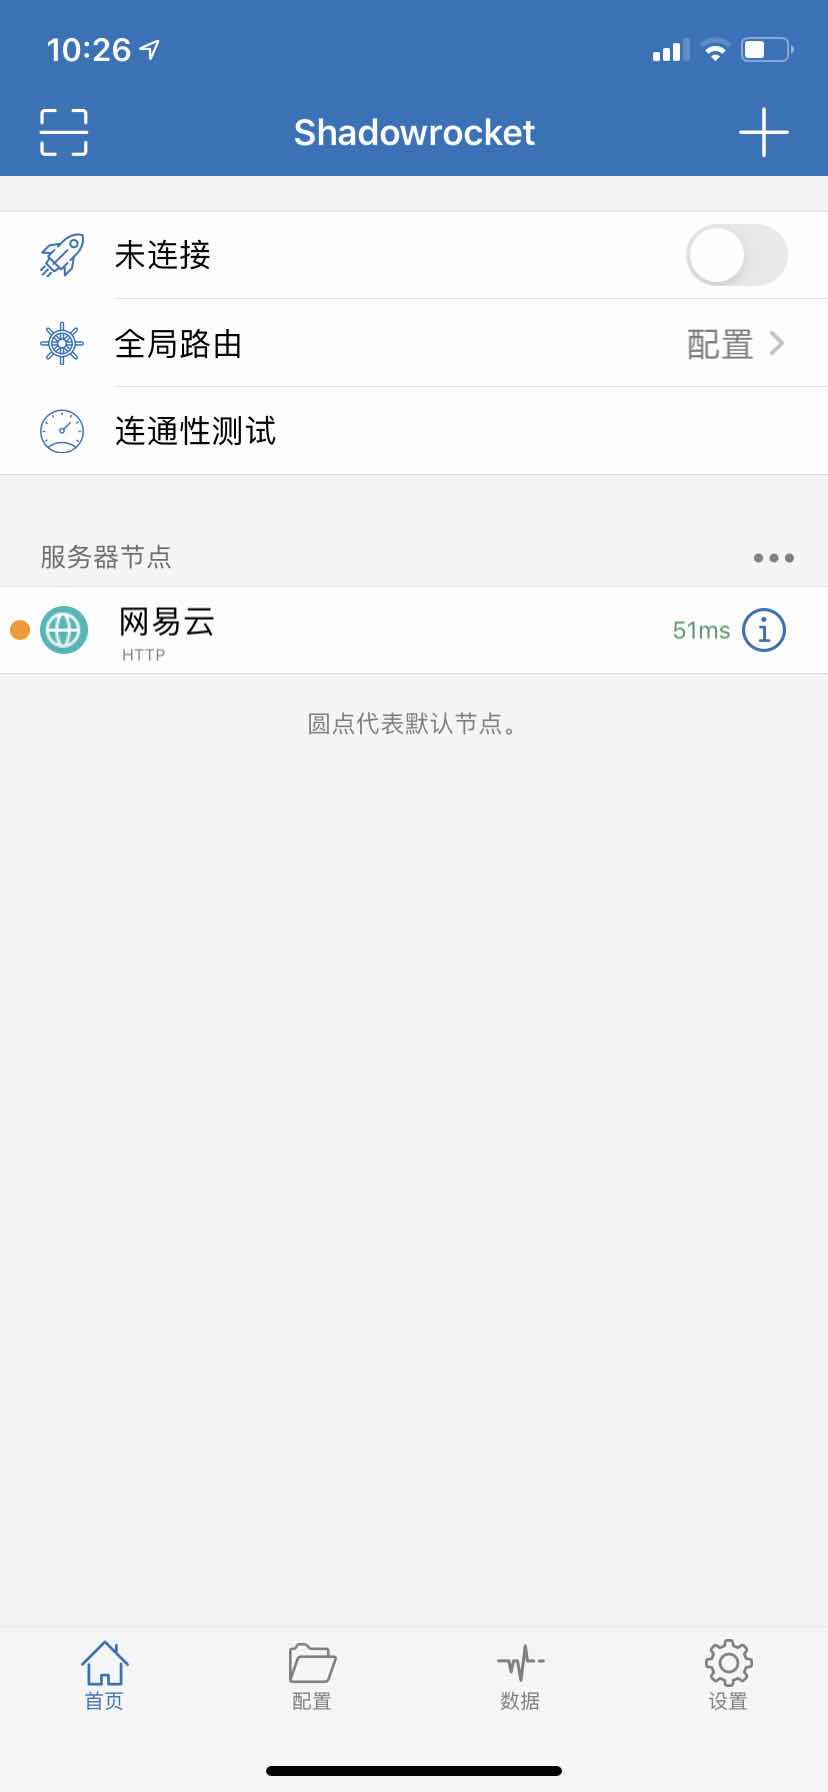 10:26
Shadowrocket
未连接
全局路由 配置
连通性测试
服务器节点
网易云
HTTP
51ms
圆点代表默认节点。
首页 配置 数据 设置